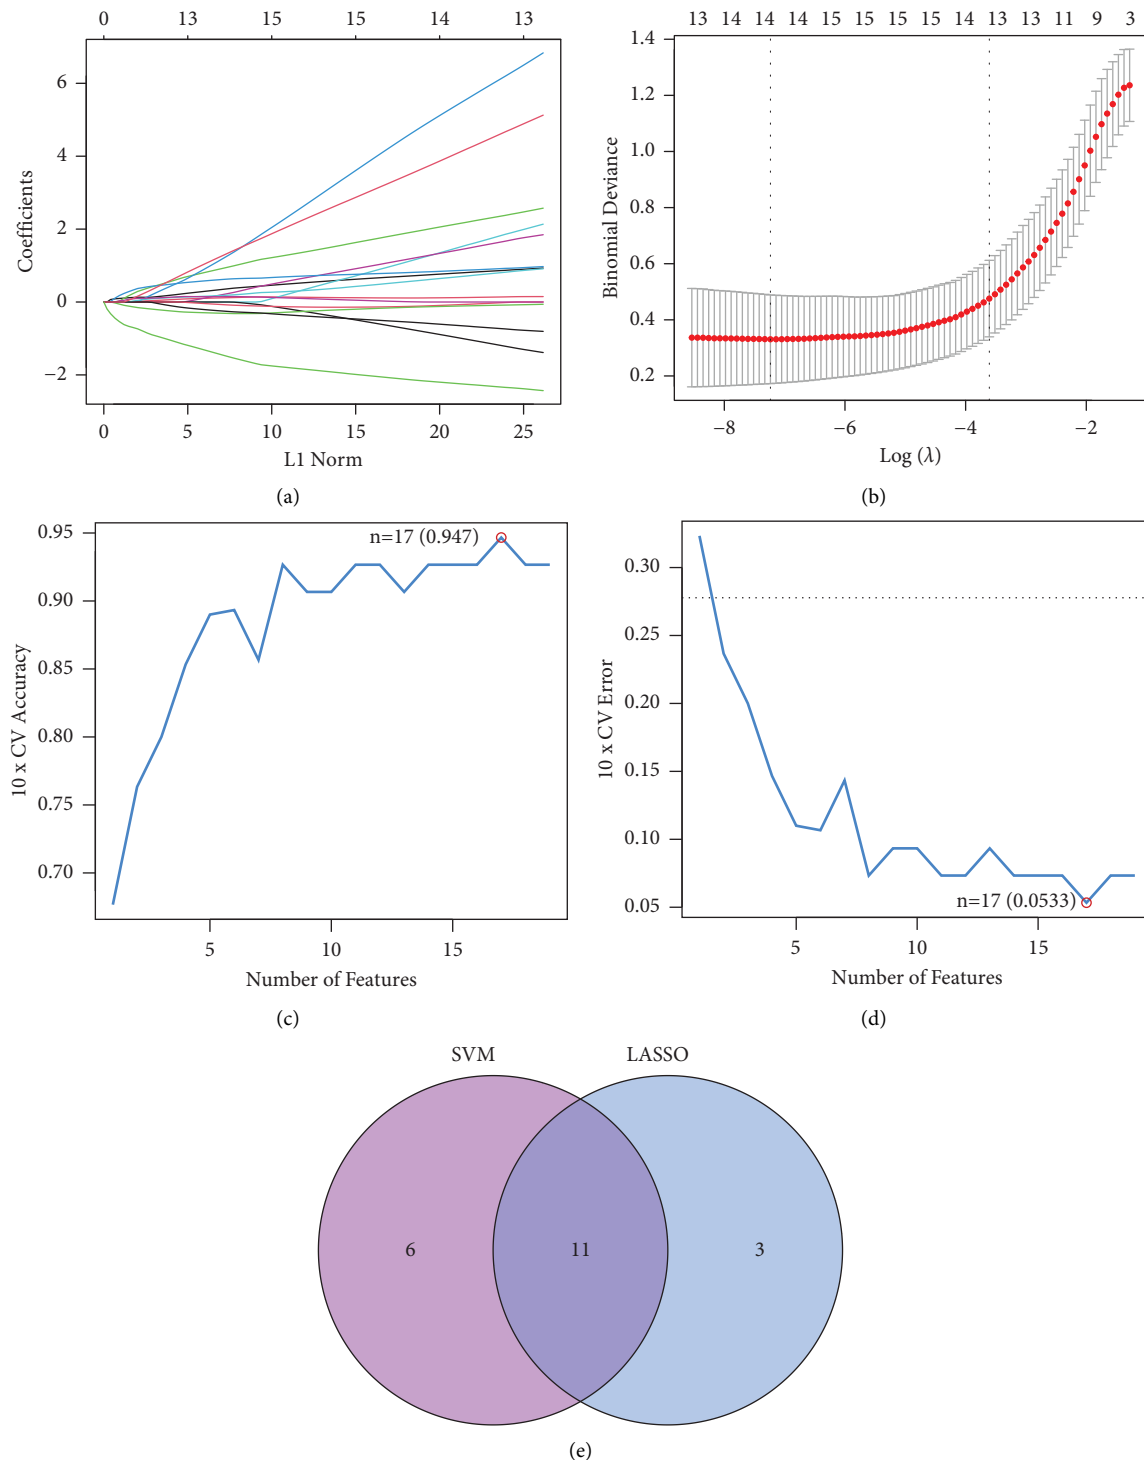 0 13 15 15 14 13
6
4
2
0
−2
Coefficients
0 5 10 15 20 25
L1 Norm
(a)
13 14 14 14 15 15 15 15 14 13 13 11 9 3
1.4
1.2
1.0
0.8
0.6
0.4
0.2
Binomial Deviance
−8 −6 −4 −2
Log (λ)
(b)
0.95
0.90
0.85
0.80
0.75
0.70
10 x CV Accuracy
n=17 (0.947)
5 10 15
Number of Features
(c)
0.30
0.25
0.20
0.15
0.10
0.05
10 x CV Error
n=17 (0.0533)
5 10 15
Number of Features
(d)
SVM LASSO
6 11 3
(e)